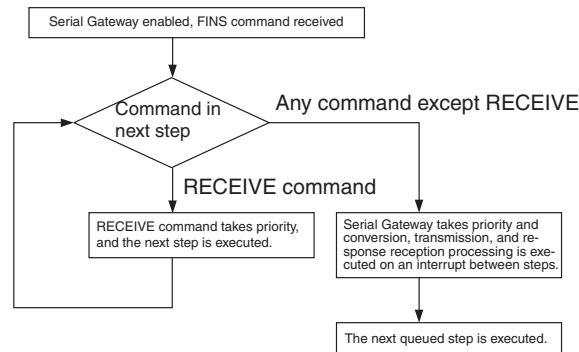 Serial Gateway enabled, FINS command received
Command in
next step
Any command except RECEIVE
RECEIVE command
RECEIVE command takes priority,
and the next step is executed.
Serial Gateway takes priority and
conversion, transmission, and re-
sponse reception processing is exe-
cuted on an interrupt between steps.
The next queued step is executed.